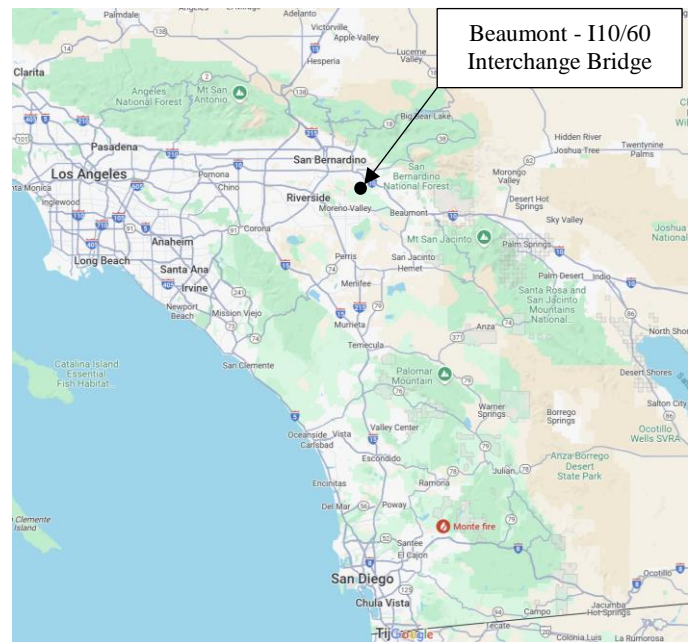 Beaumont - I10/60
Interchange Bridge
Palmdale
Adelanto
Victorville
Apple Valley
Hesperia
Lucerne
Valley
Clarita
Angeles
National Forest
Mt San
Antonio
Big Bear Lake
Hidden River
Joshua Tree
Twentynine
Palms
Pasadena
San Bernardino
San
Bernardino
National Forest
Morongo
Valley
Los Angeles
Pomona
Chino
Riverside
Moreno Valley
Beaumont
Desert Hot
Springs
Sky Valley
Joshua
National
Santa Monica
Inglewood
Anaheim
Corona
Mt San Jacinto
Palm Springs
Long Beach
Santa Ana
Irvine
Perris
San Jacinto
Hemet
Palm Desert
Indio
Newport
Beach
Mission Viejo
Menifee
Santa Rosa and
San Jacinto
Mountains
National...
Murrieta
Anza
North Shore
Catalina Island
Essential
Fish Habitat...
San Clemente
Temecula
Palomar
Mountain
Desert Shores
Salton City
Warner
Springs
Borrego
Springs
Ocotillo
Wells SVRA
Oceanside
Vista
Carlsbad
Valley Center
Escondido
Anza Borrego
Desert
State Park
Encinitas
Ramona
Julian
Del Mar
Poway
n Clemente
Island
Monte fire
Santee
El Cajon
San Diego
Chula Vista
Ocotillo
Jacumba
Hot Springs
Campo
Tecate
Tij
Google
Colonia Luis
La Rumorosa